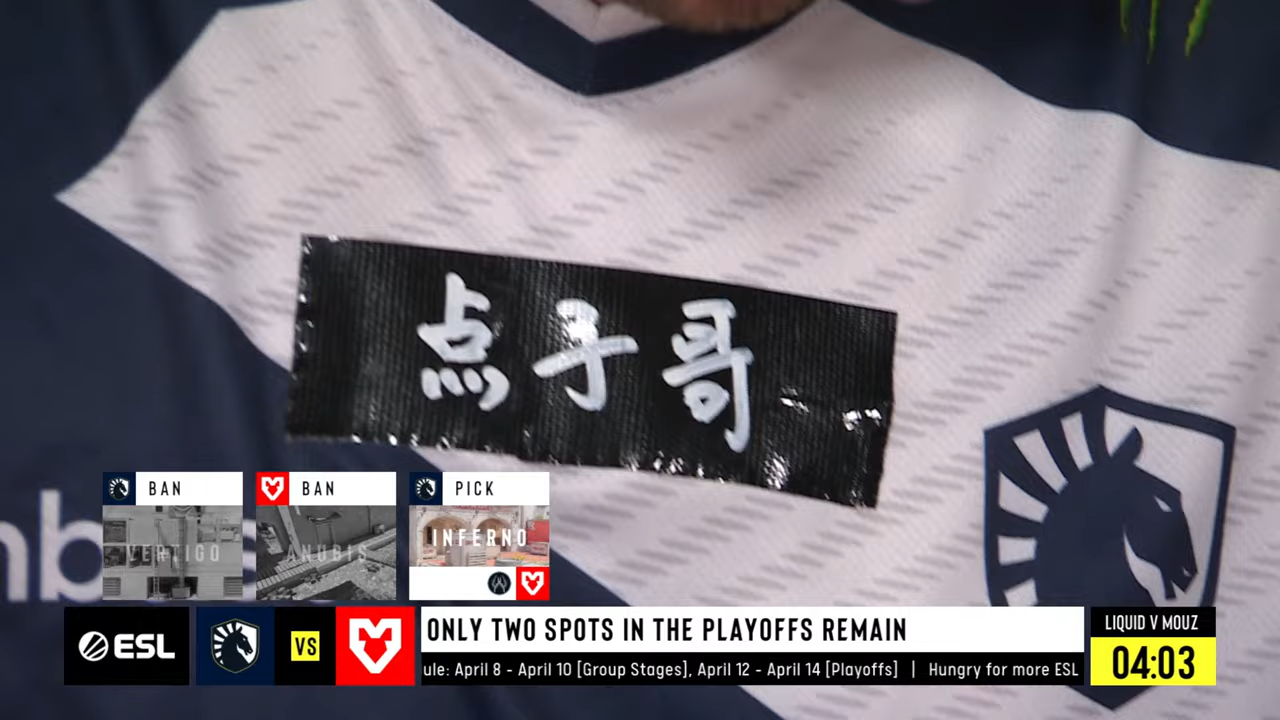 点子哥
BAN
BAN
PICK
VERTIGO
ANUBIS
INFERNO
ESL
VS
ONLY TWO SPOTS IN THE PLAYOFFS REMAIN
LIQUID V MOUZ
ule: April 8 - April 10 [Group Stages], April 12 - April 14 [Playoffs] | Hungry for more ESL
04:03